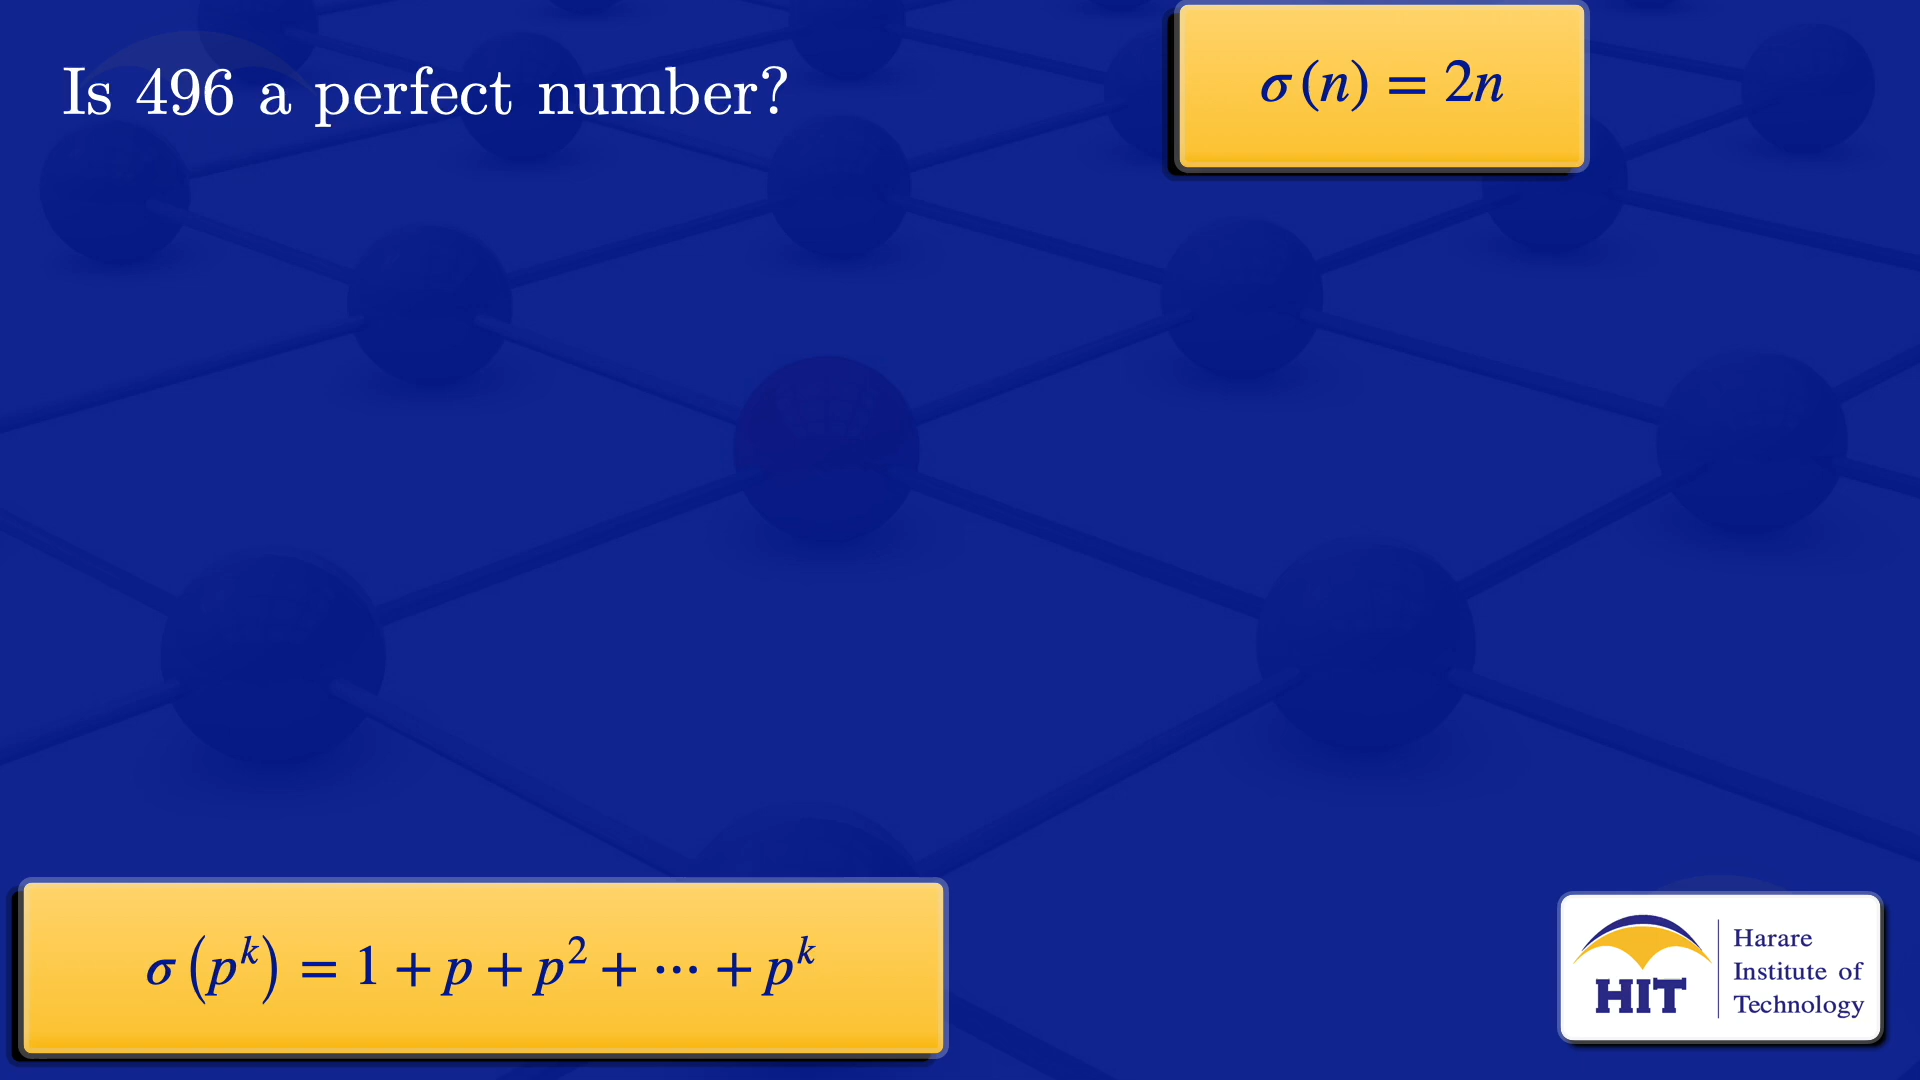 Is 496 a perfect number?
σ(n) = 2n
σ(p^k) = 1 + p + p^2 + ⋯ + p^k
HIT
Harare
Institute of
Technology